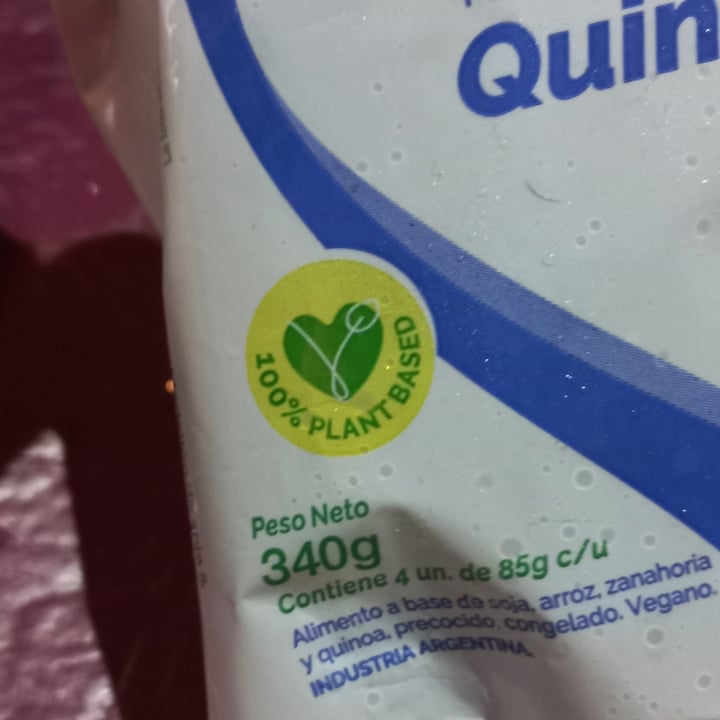 Quin
100% PLANT BASED
Peso Neto
340g
Contiene 4 un. de 85g c/u
Alimento a base de soja, arroz, zanahoria
y quinoa, precocido, congelado. Vegano.
INDUSTRIA ARGENTINA.